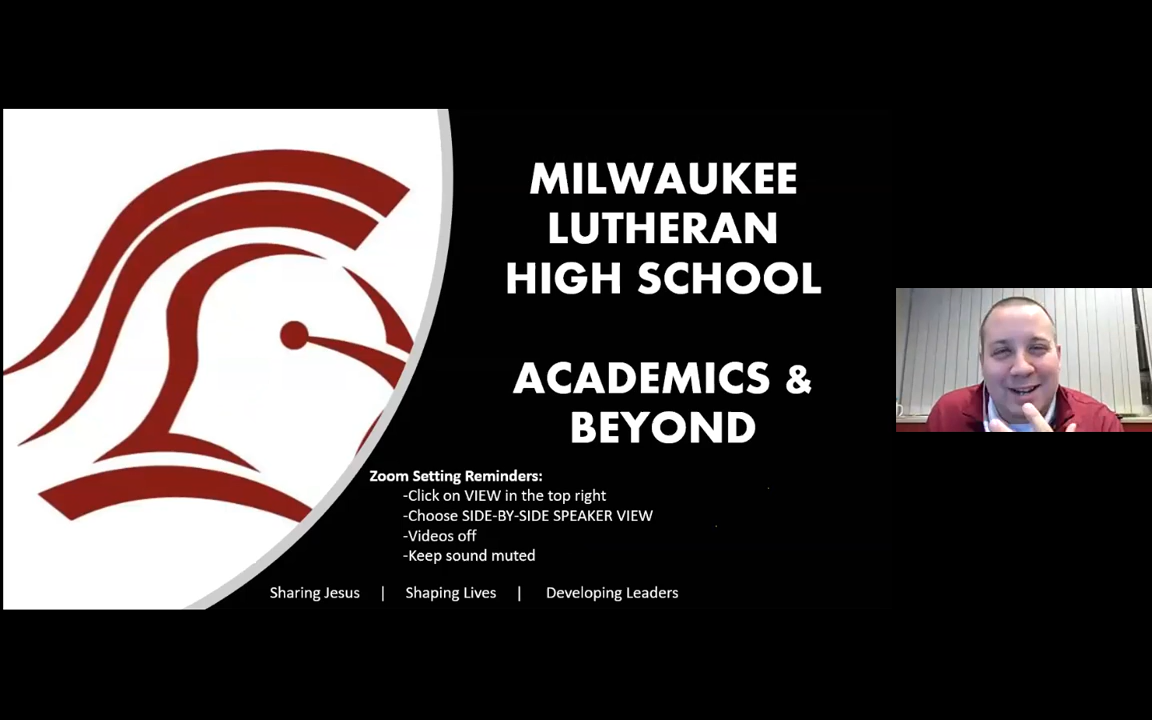 MILWAUKEE
LUTHERAN
HIGH SCHOOL
ACADEMICS &
BEYOND
Zoom Setting Reminders:
-Click on VIEW in the top right
-Choose SIDE-BY-SIDE SPEAKER VIEW
-Videos off
-Keep sound muted
Sharing Jesus | Shaping Lives | Developing Leaders